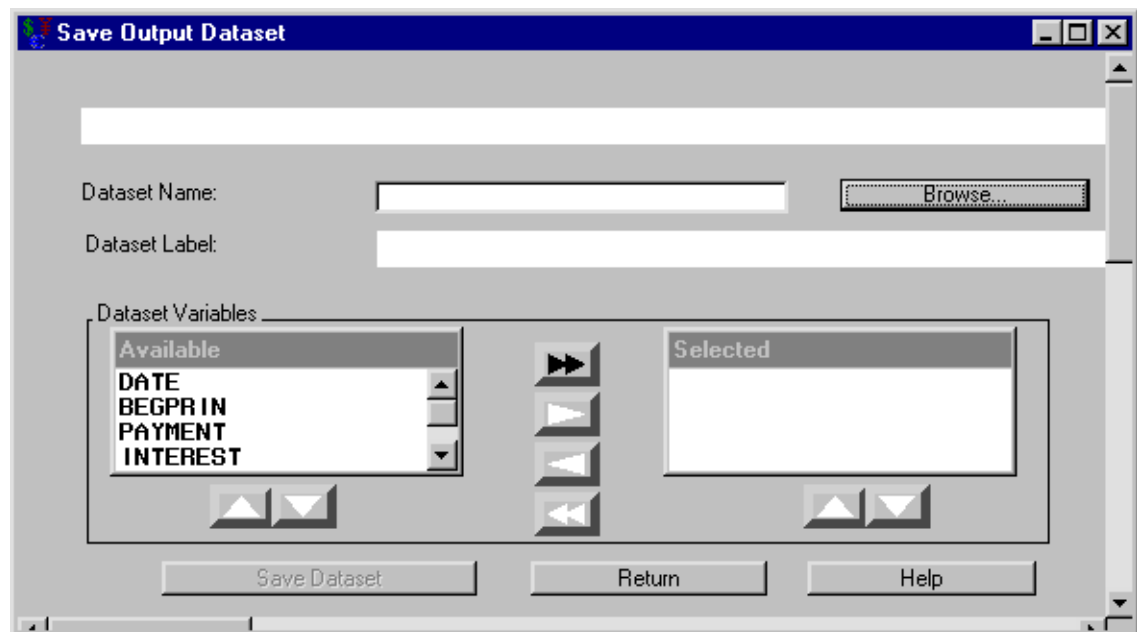 Save Output Dataset
Dataset Name:
Browse...
Dataset Label:
Dataset Variables
Available
DATE
BEGPRIN
PAYMENT
INTEREST
Selected
Save Dataset
Return
Help